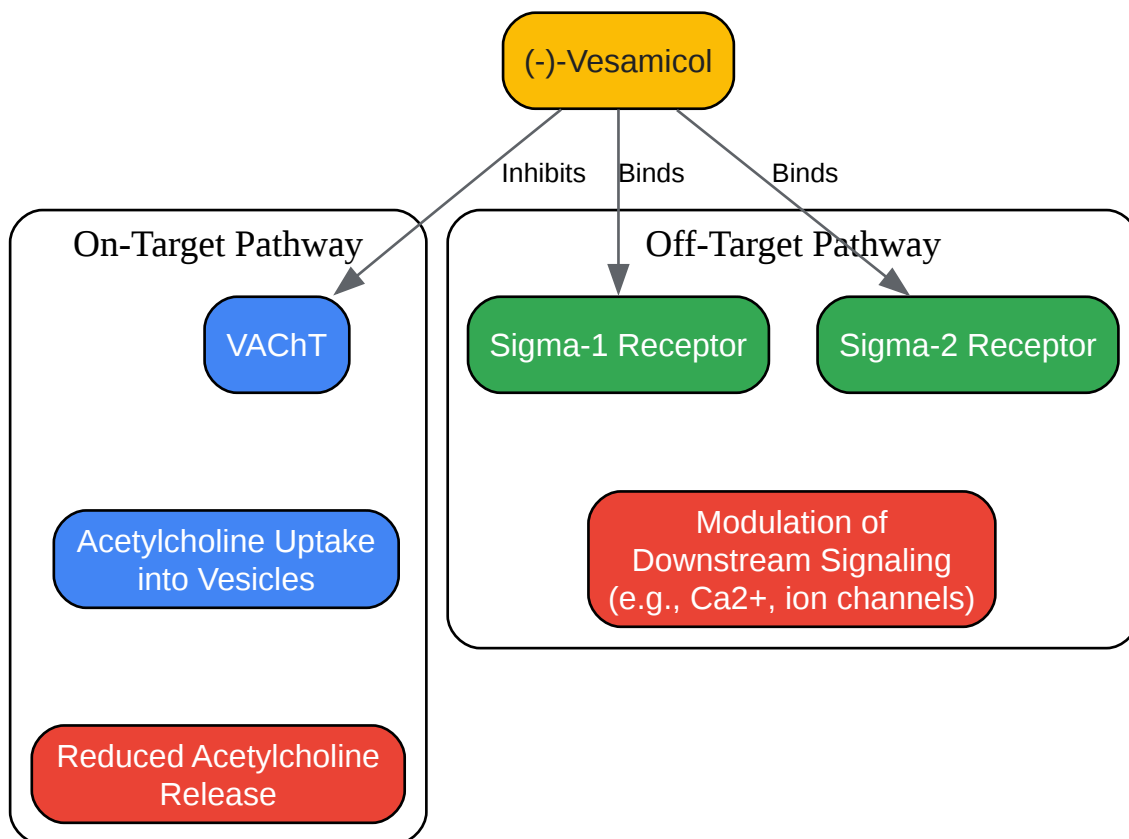 (-)-Vesamicol
Inhibits
Binds
Binds
On-Target Pathway
Off-Target Pathway
VAChT
Sigma-1 Receptor
Sigma-2 Receptor
Acetylcholine Uptake
into Vesicles
Modulation of
Downstream Signaling
(e.g., Ca2+, ion channels)
Reduced Acetylcholine
Release